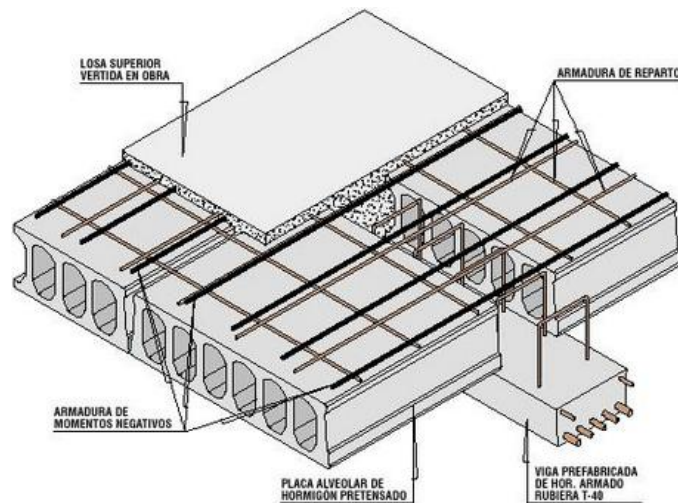 LOSA SUPERIOR
VERTIDA EN OBRA
ARMADURA DE REPARTO
ARMADURA DE
MOMENTOS NEGATIVOS
PLACA ALVEOLAR DE
HORMIGÓN PRETENSADO
VIGA PREFABRICADA
DE HOR. ARMADO
RUBIERA T-40